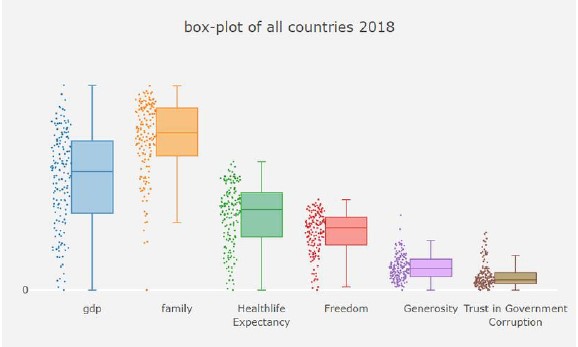 box-plot of all countries 2018
0
gdp family Healthlife Freedom Generosity Trust in Government
Expectancy Corruption